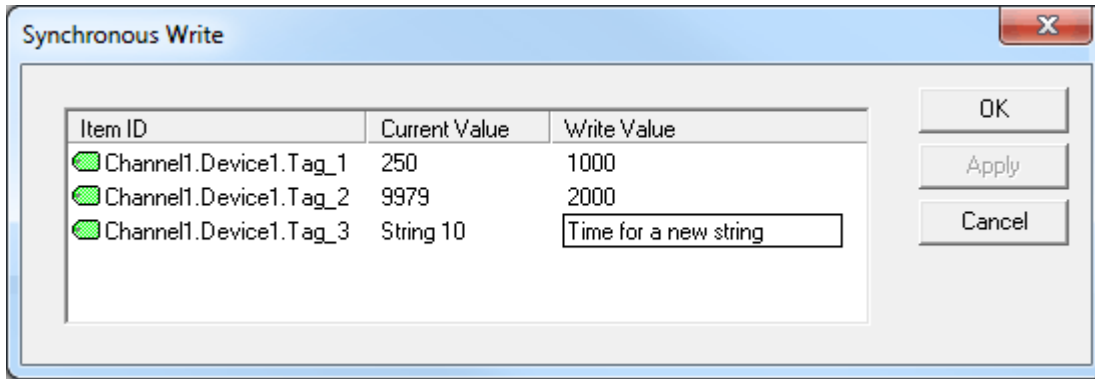 Synchronous Write
Item ID Current Value Write Value
Channel1.Device1.Tag_1 250 1000
Channel1.Device1.Tag_2 9979 2000
Channel1.Device1.Tag_3 String 10 Time for a new string
OK
Apply
Cancel